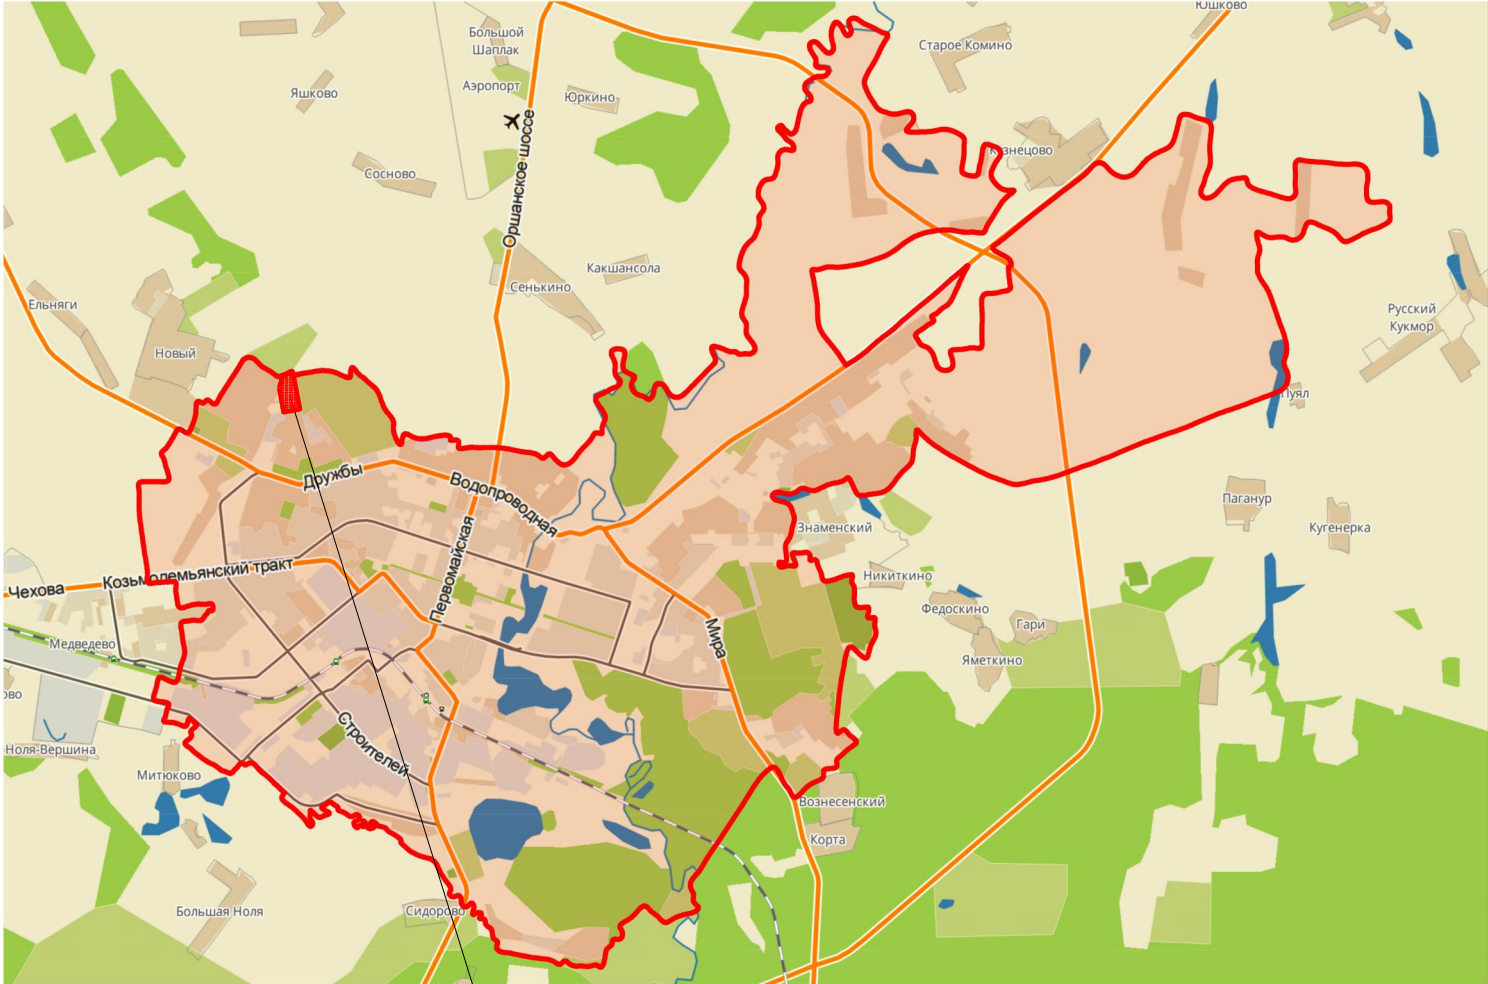 Юшково
Большой
Шаплак
Старое Комино
Яшково
Аэропорт
Юркино
Оршанское шоссе
Кузнецово
Сосново
Какшансола
Сенькино
Ельняги
Русский
Кукмор
Новый
Пуял
Дружбы
Водопроводная
Паганур
Кугенерка
Знаменский
Первомайская
Козьмодемьянский тракт
Чехова
Никиткино
Федоскино
Гари
Мира
Медведево
Яметкино
ово
Строителей
Ноля-Вершина
Митюково
Вознесенский
Корта
Большая Ноля
Сидорово